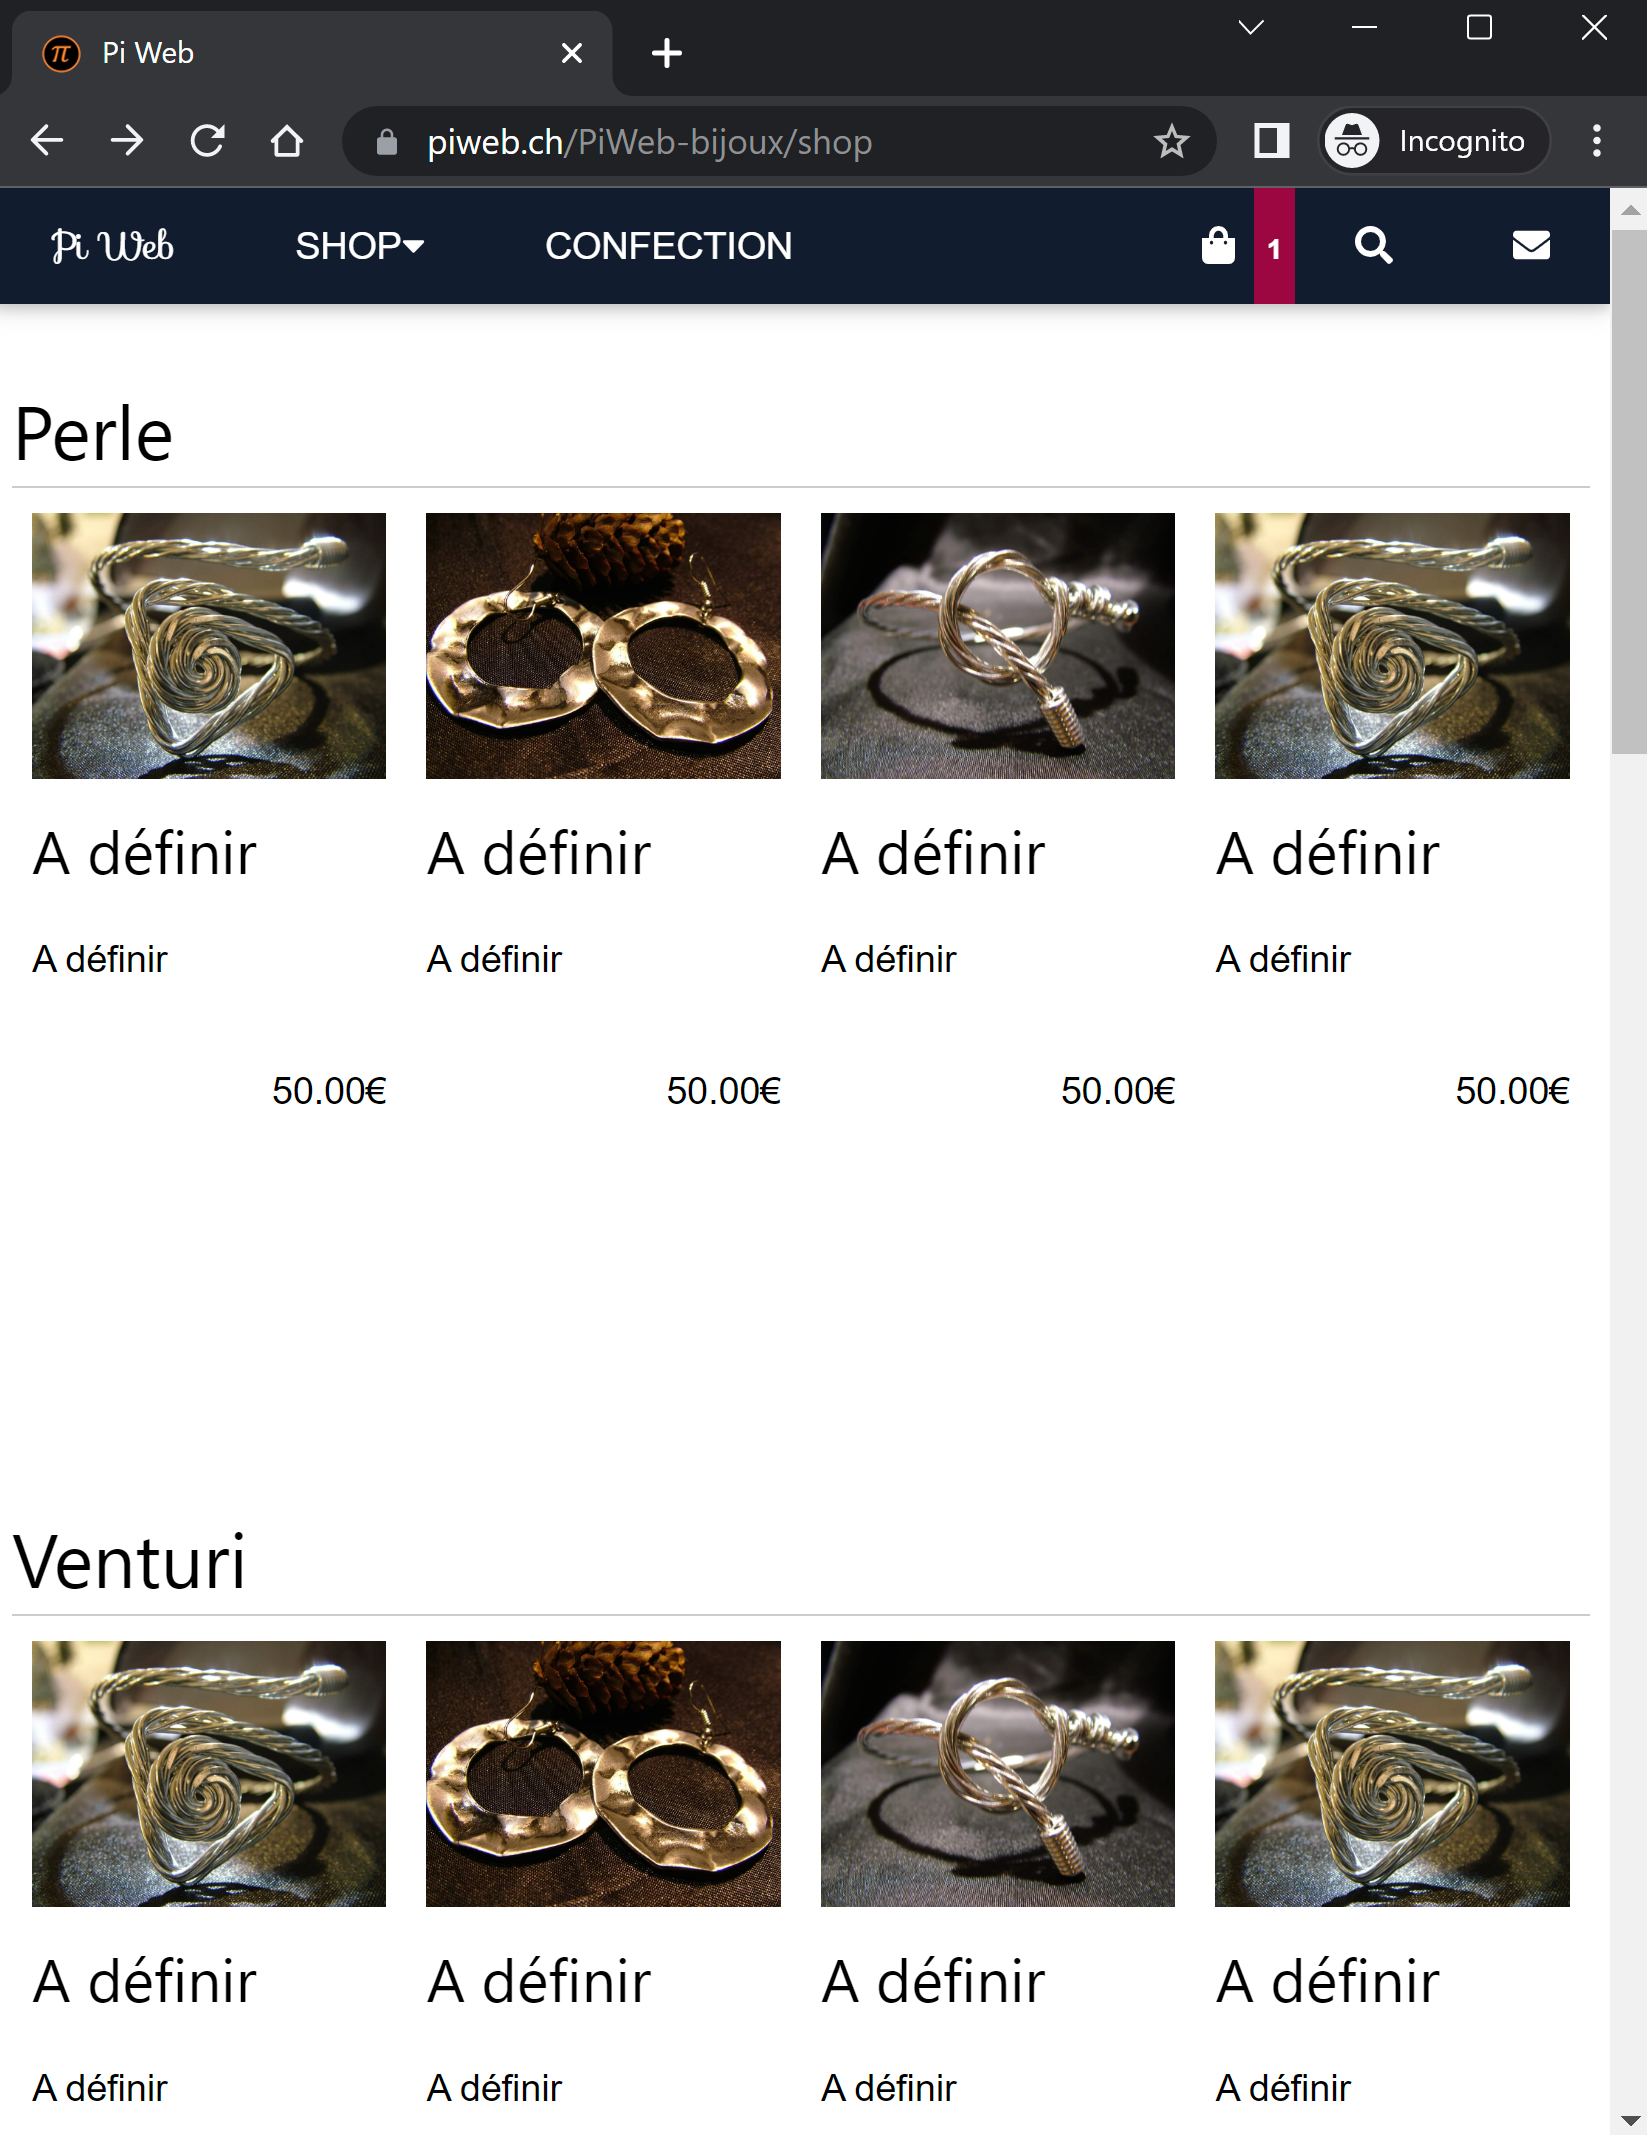 Pi Web
piweb.ch/PiWeb-bijoux/shop
Incognito
Pi Web SHOP CONFECTION 1
Perle
A définir A définir A définir A définir
A définir A définir A définir A définir
50.00€ 50.00€ 50.00€ 50.00€
Venturi
A définir A définir A définir A définir
A définir A définir A définir A définir